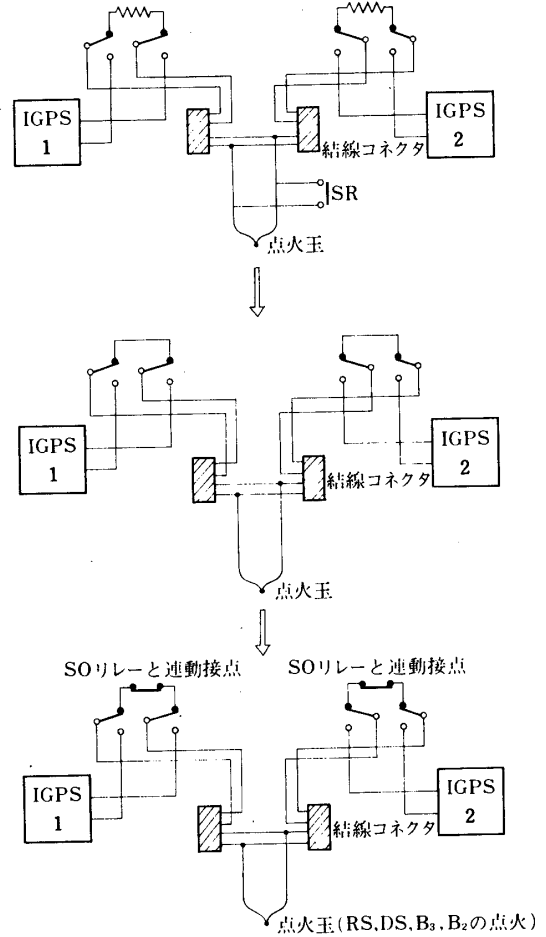 IGPS
1
IGPS
2
結線コネクタ
SR
点火玉
IGPS
1
IGPS
2
結線コネクタ
点火玉
SOリレーと連動接点
SOリレーと連動接点
IGPS
1
IGPS
2
結線コネクタ
点火玉(RS,DS,B₃,B₂の点火)